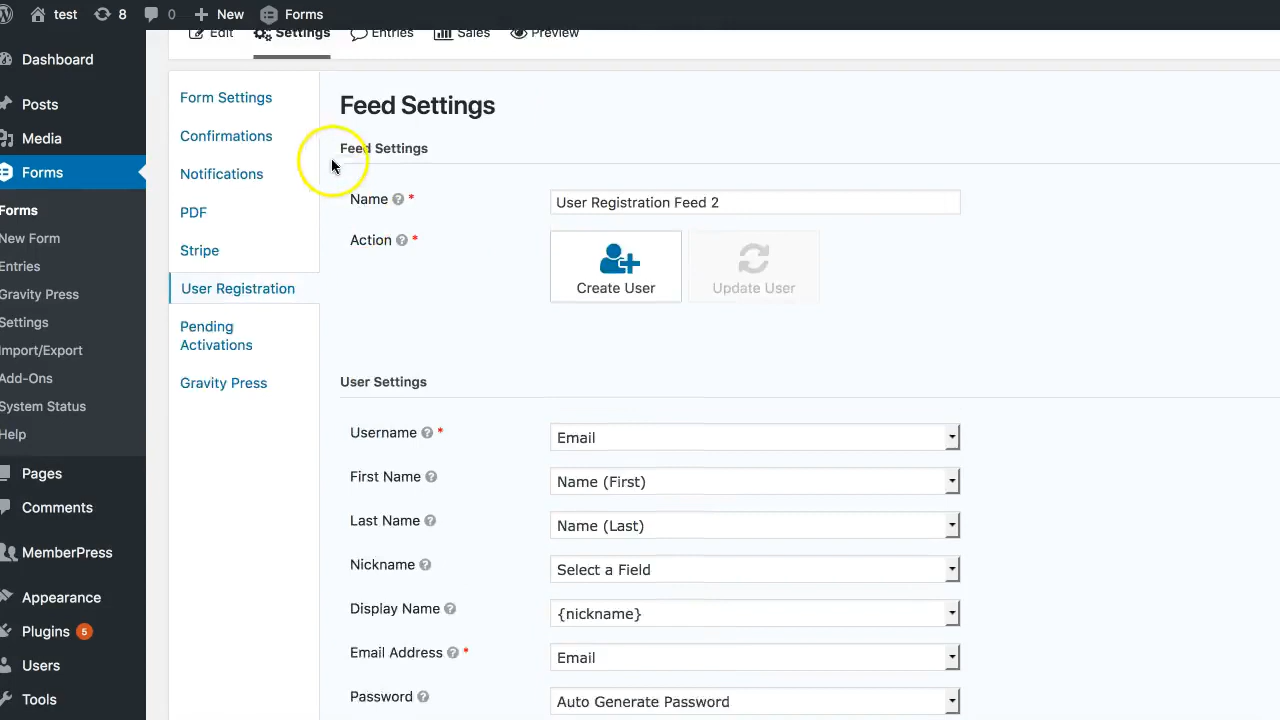 test 8 0 New Forms
Edit Settings Entries Sales Preview
Dashboard
Posts
Media
Forms
Forms
New Form
Entries
Gravity Press
Settings
Import/Export
Add-Ons
System Status
Help
Pages
Comments
MemberPress
Appearance
Plugins 5
Users
Tools
Form Settings
Confirmations
Notifications
PDF
Stripe
User Registration
Pending
Activations
Gravity Press
Feed Settings
Feed Settings
Name ? * User Registration Feed 2
Action ? *
Create User Update User
User Settings
Username ? * Email
First Name ? Name (First)
Last Name ? Name (Last)
Nickname ? Select a Field
Display Name ? {nickname}
Email Address ? * Email
Password ? Auto Generate Password